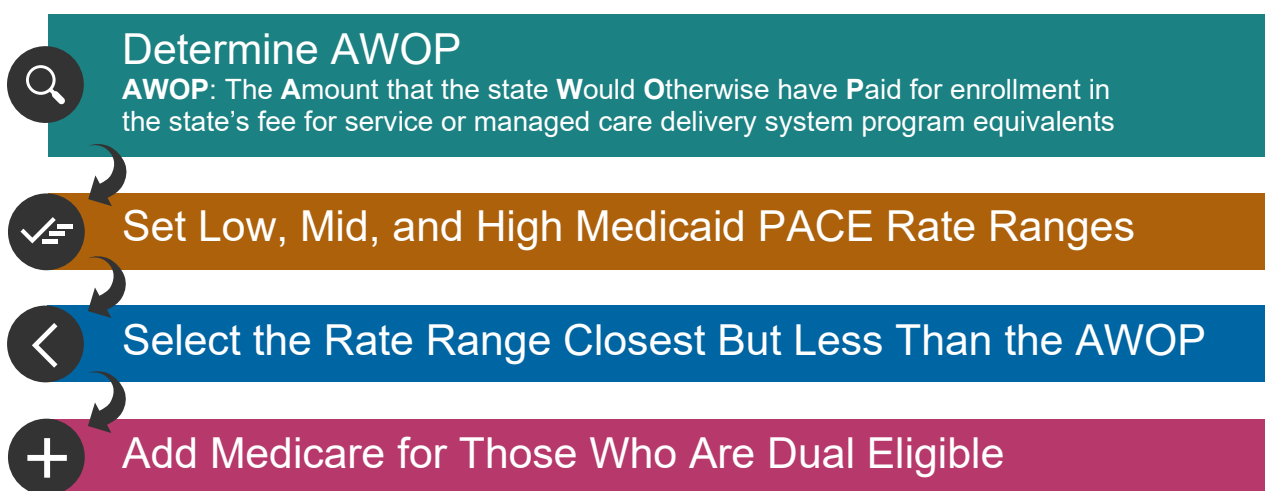 Determine AWOP
AWOP: The Amount that the state Would Otherwise have Paid for enrollment in
the state's fee for service or managed care delivery system program equivalents
Set Low, Mid, and High Medicaid PACE Rate Ranges
Select the Rate Range Closest But Less Than the AWOP
Add Medicare for Those Who Are Dual Eligible